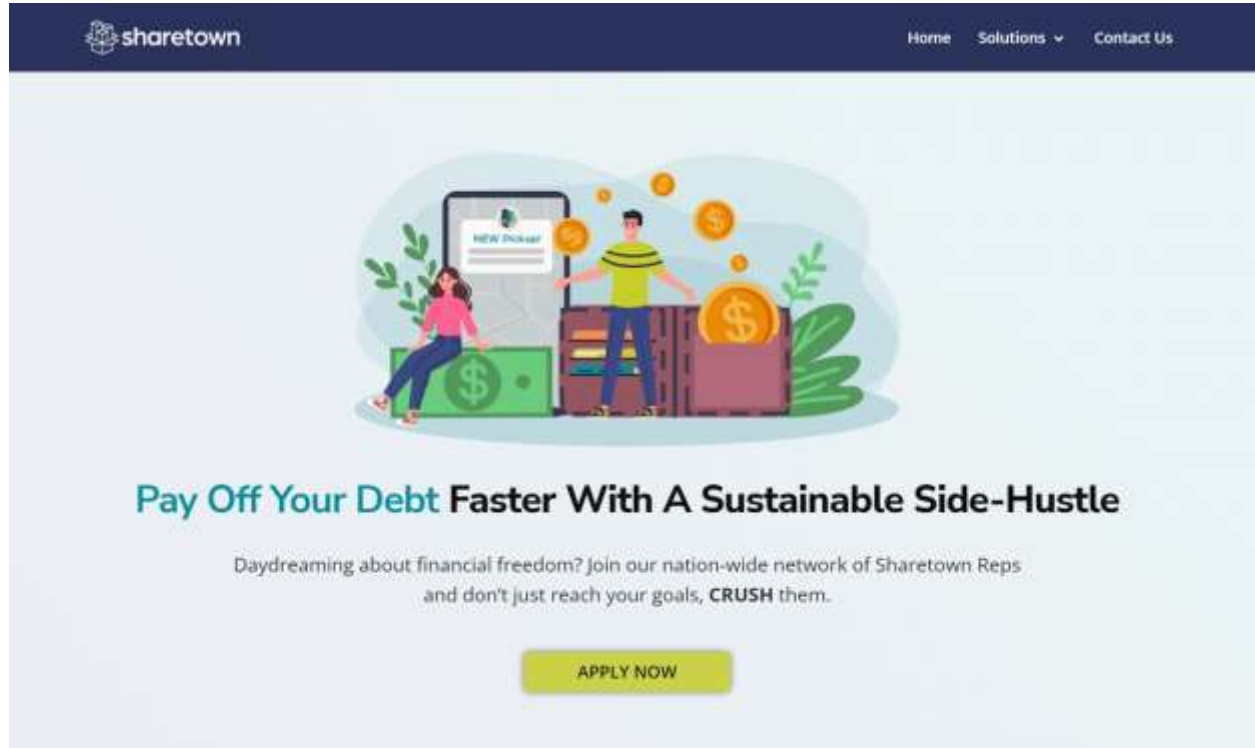 sharetown
Home Solutions Contact Us
NEW Pickup!
$
Pay Off Your Debt Faster With A Sustainable Side-Hustle
Daydreaming about financial freedom? Join our nation-wide network of Sharetown Reps
and don't just reach your goals, CRUSH them.
APPLY NOW